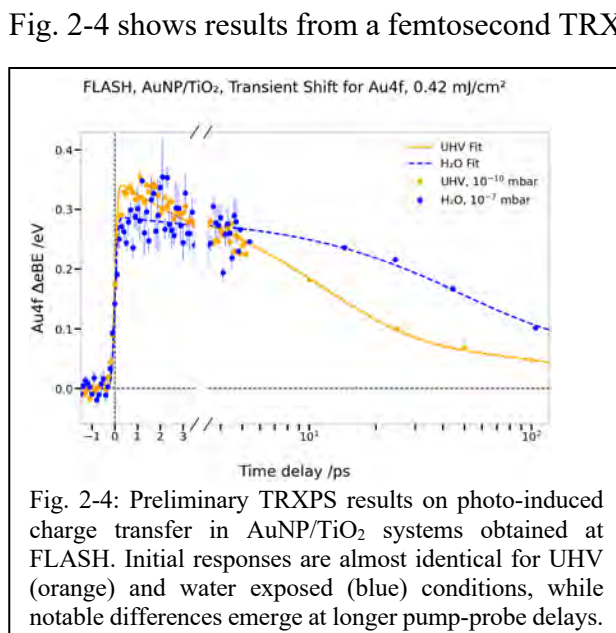 Fig. 2-4 shows results from a femtosecond TRX
FLASH, AuNP/TiO₂, Transient Shift for Au4f, 0.42 mJ/cm²
0.4
0.3
0.2
0.1
0.0
Au4f ΔeBE /eV
UHV Fit
H₂O Fit
UHV, 10⁻¹⁰ mbar
H₂O, 10⁻⁷ mbar
−1 0 1 2 3 10¹ 10²
Time delay /ps
Fig. 2-4: Preliminary TRXPS results on photo-induced
charge transfer in AuNP/TiO₂ systems obtained at
FLASH. Initial responses are almost identical for UHV
(orange) and water exposed (blue) conditions, while
notable differences emerge at longer pump-probe delays.